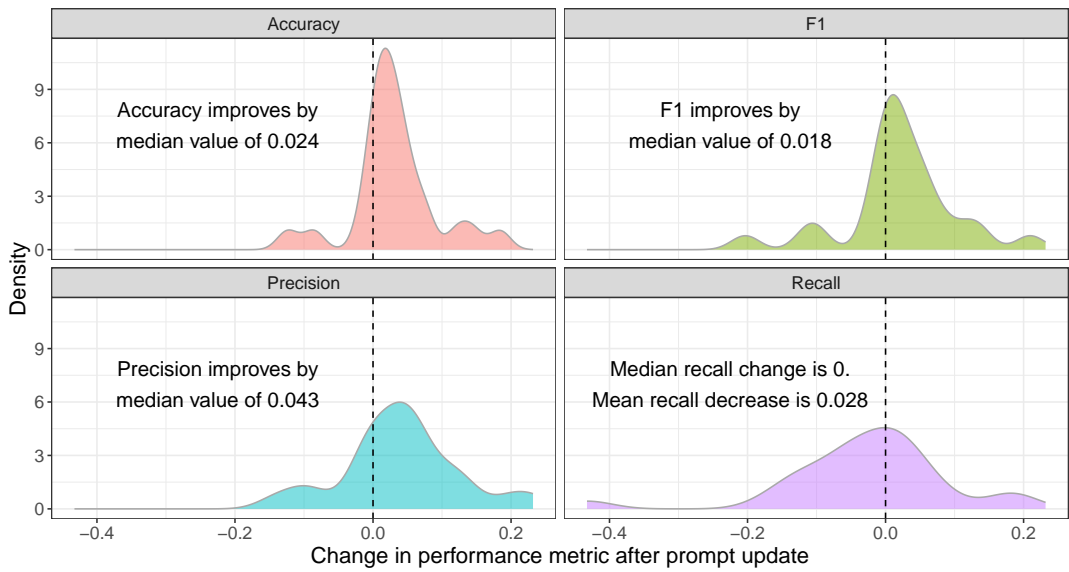 Accuracy
F1
Accuracy improves by
median value of 0.024
F1 improves by
median value of 0.018
9
6
3
0
Density
Precision
Recall
Precision improves by
median value of 0.043
Median recall change is 0.
Mean recall decrease is 0.028
9
6
3
0
−0.4 −0.2 0.0 0.2 −0.4 −0.2 0.0 0.2
Change in performance metric after prompt update